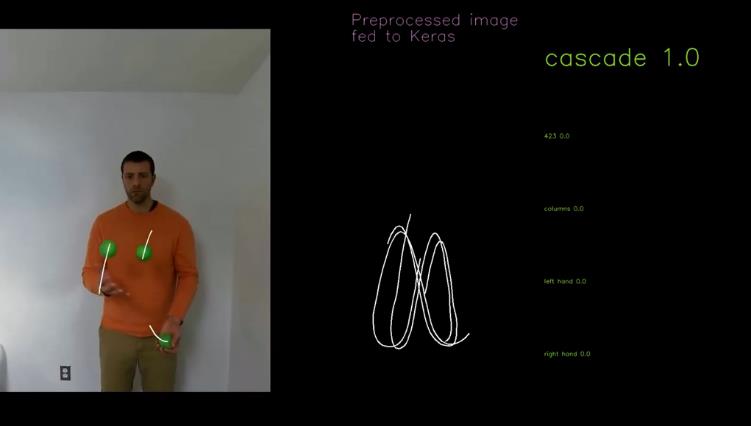 Preprocessed image
fed to Keras
cascade 1.0
423 0.0
columns 0.0
left hand 0.0
right hand 0.0